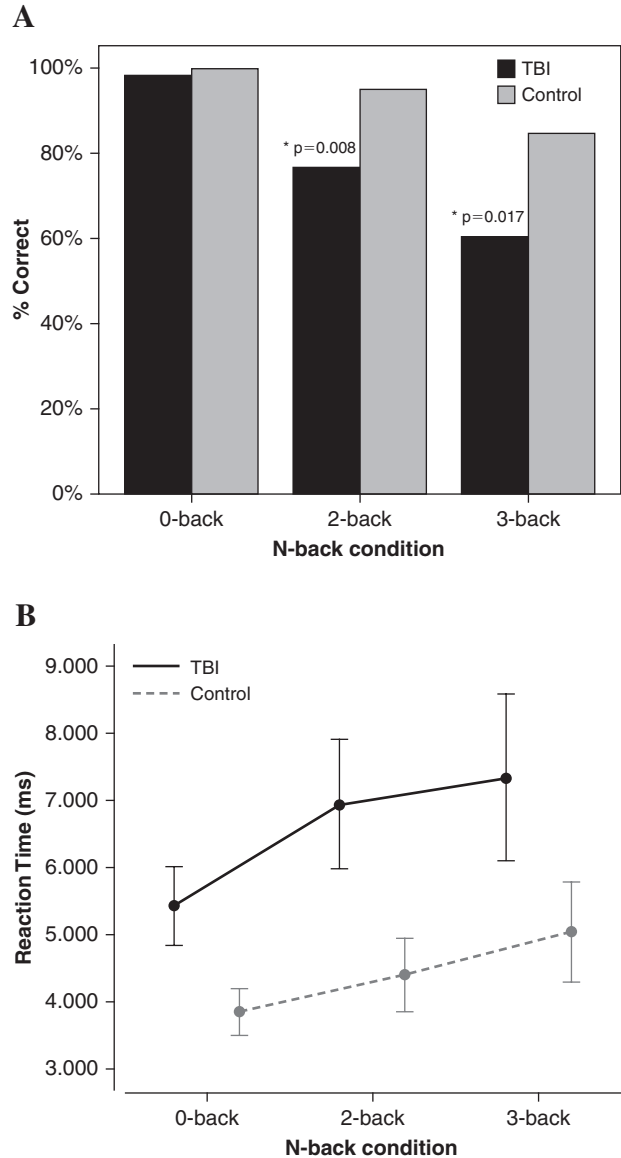 A
100%
80%
60%
40%
20%
0%
% Correct
TBI
Control
* p=0.008
* p=0.017
0-back
2-back
3-back
N-back condition
B
9.000
8.000
7.000
6.000
5.000
4.000
3.000
Reaction Time (ms)
TBI
Control
0-back
2-back
3-back
N-back condition